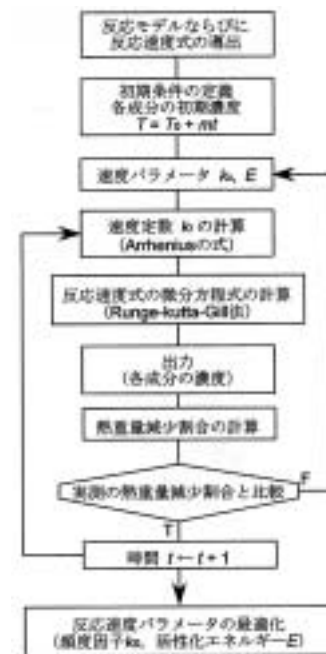 反応モデルならびに
反応速度式の導出
初期条件の定義
各成分の初期濃度
T = T₀ + mt
速度パラメータ k₀, E
速度定数 k₀ の計算
(Arrheniusの式)
反応速度式の微分方程式の計算
(Runge-kutta-Gill法)
出力
(各成分の濃度)
熱重量減少割合の計算
実測の熱重量減少割合と比較
F
T
時間 t ← t + 1
反応速度パラメータの最適化
(頻度因子k₀, 活性化エネルギーE)